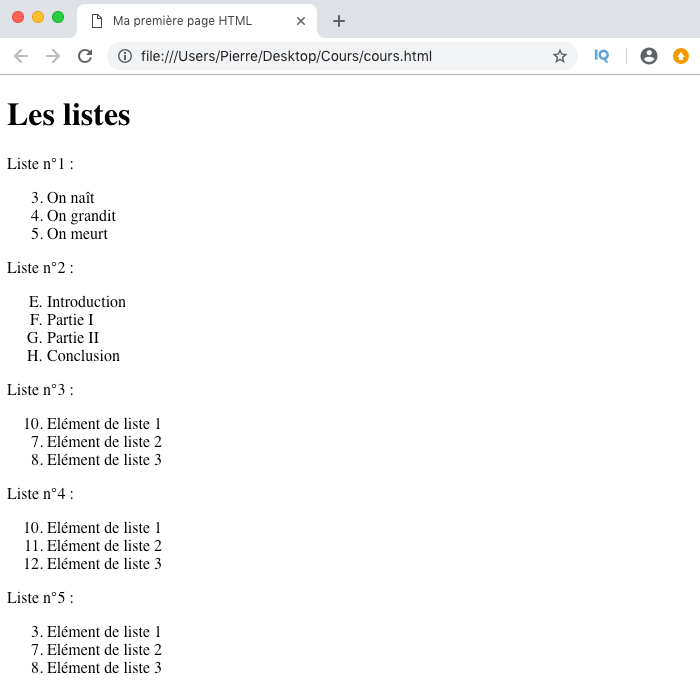 Ma première page HTML
file:///Users/Pierre/Desktop/Cours/cours.html
IQ
Les listes
Liste n°1 :
3. On naît
4. On grandit
5. On meurt
Liste n°2 :
E. Introduction
F. Partie I
G. Partie II
H. Conclusion
Liste n°3 :
10. Elément de liste 1
7. Elément de liste 2
8. Elément de liste 3
Liste n°4 :
10. Elément de liste 1
11. Elément de liste 2
12. Elément de liste 3
Liste n°5 :
3. Elément de liste 1
7. Elément de liste 2
8. Elément de liste 3